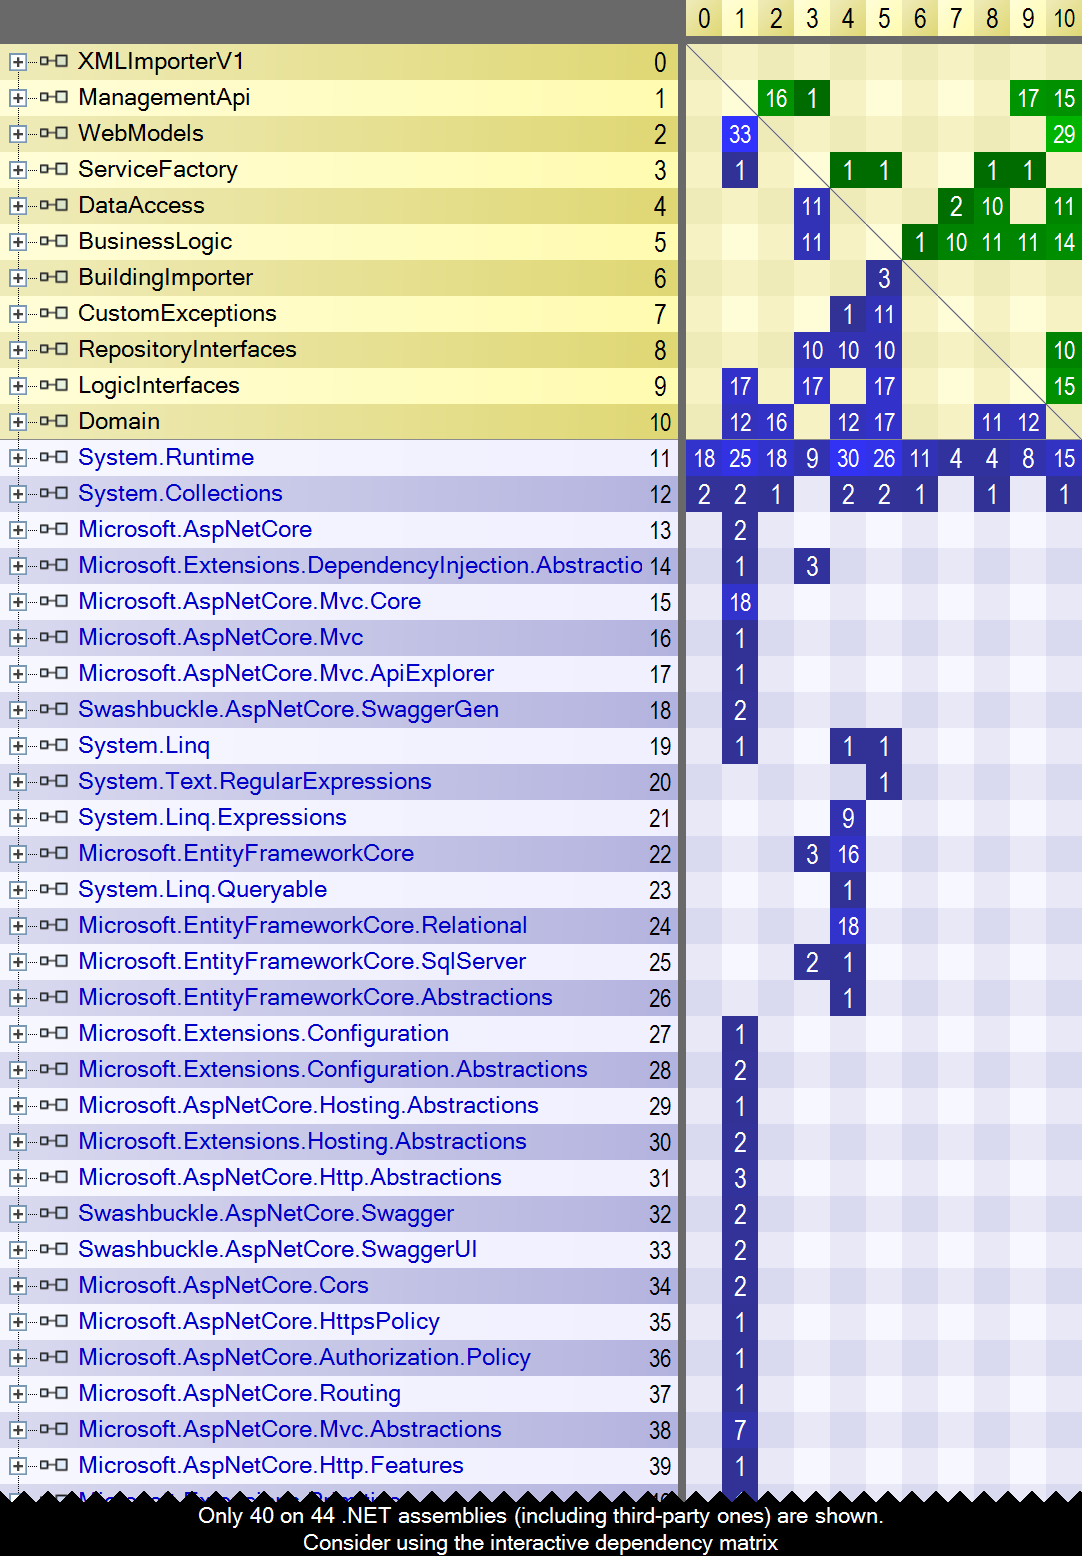 0 1 2 3 4 5 6 7 8 9 10
XMLImporterV1 0
ManagementApi 1 16 1 17 15
WebModels 2 33 29
ServiceFactory 3 1 1 1 1 1
DataAccess 4 11 2 10 11
BusinessLogic 5 11 1 10 11 11 14
BuildingImporter 6 3
CustomExceptions 7 1 11
RepositoryInterfaces 8 10 10 10 10
LogicInterfaces 9 17 17 17 15
Domain 10 12 16 12 17 11 12
System.Runtime 11 18 25 18 9 30 26 11 4 4 8 15
System.Collections 12 2 2 1 2 2 1 1 1
Microsoft.AspNetCore 13 2
Microsoft.Extensions.DependencyInjection.Abstractio 14 1 3
Microsoft.AspNetCore.Mvc.Core 15 18
Microsoft.AspNetCore.Mvc 16 1
Microsoft.AspNetCore.Mvc.ApiExplorer 17 1
Swashbuckle.AspNetCore.SwaggerGen 18 2
System.Linq 19 1 1 1
System.Text.RegularExpressions 20 1
System.Linq.Expressions 21 9
Microsoft.EntityFrameworkCore 22 3 16
System.Linq.Queryable 23 1
Microsoft.EntityFrameworkCore.Relational 24 18
Microsoft.EntityFrameworkCore.SqlServer 25 2 1
Microsoft.EntityFrameworkCore.Abstractions 26 1
Microsoft.Extensions.Configuration 27 1
Microsoft.Extensions.Configuration.Abstractions 28 2
Microsoft.AspNetCore.Hosting.Abstractions 29 1
Microsoft.Extensions.Hosting.Abstractions 30 2
Microsoft.AspNetCore.Http.Abstractions 31 3
Swashbuckle.AspNetCore.Swagger 32 2
Swashbuckle.AspNetCore.SwaggerUI 33 2
Microsoft.AspNetCore.Cors 34 2
Microsoft.AspNetCore.HttpsPolicy 35 1
Microsoft.AspNetCore.Authorization.Policy 36 1
Microsoft.AspNetCore.Routing 37 1
Microsoft.AspNetCore.Mvc.Abstractions 38 7
Microsoft.AspNetCore.Http.Features 39 1
Only 40 on 44 .NET assemblies (including third-party ones) are shown.
Consider using the interactive dependency matrix